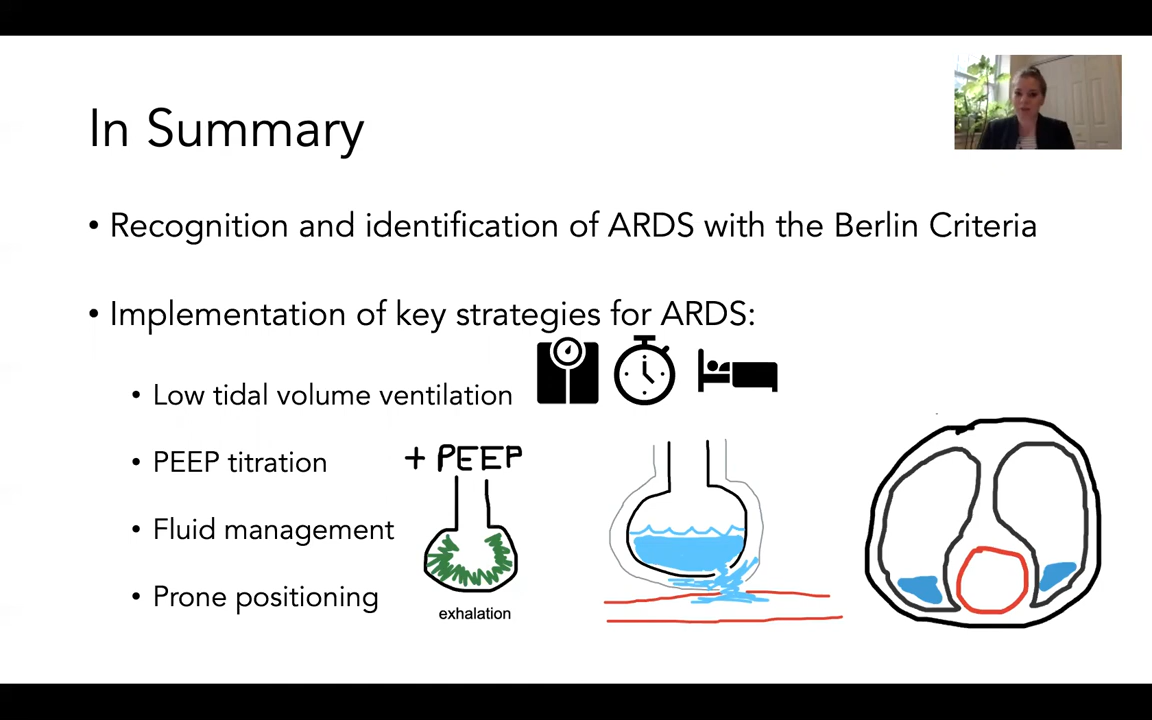 In Summary
• Recognition and identification of ARDS with the Berlin Criteria
• Implementation of key strategies for ARDS:
• Low tidal volume ventilation
• PEEP titration
+ PEEP
• Fluid management
• Prone positioning
exhalation